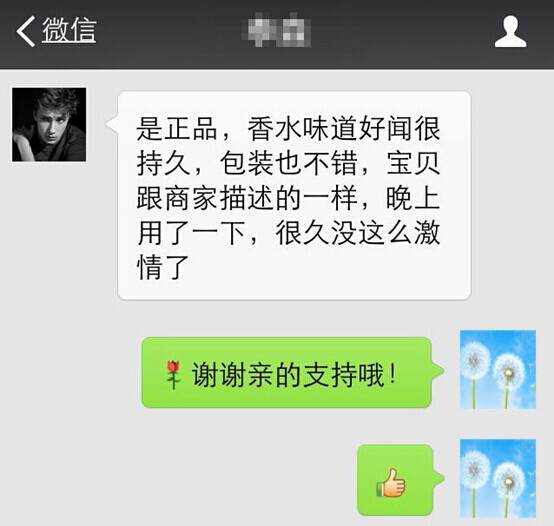 微信
是正品，香水味道好闻很
持久，包装也不错，宝贝
跟商家描述的一样，晚上
用了一下，很久没这么激
情了
谢谢亲的支持哦！